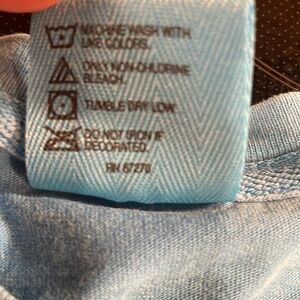 MACHINE WASH WITH
LIKE COLORS.
ONLY NON-CHLORINE
BLEACH.
TUMBLE DRY LOW.
DO NOT IRON IF
DECORATED.
RN 67270